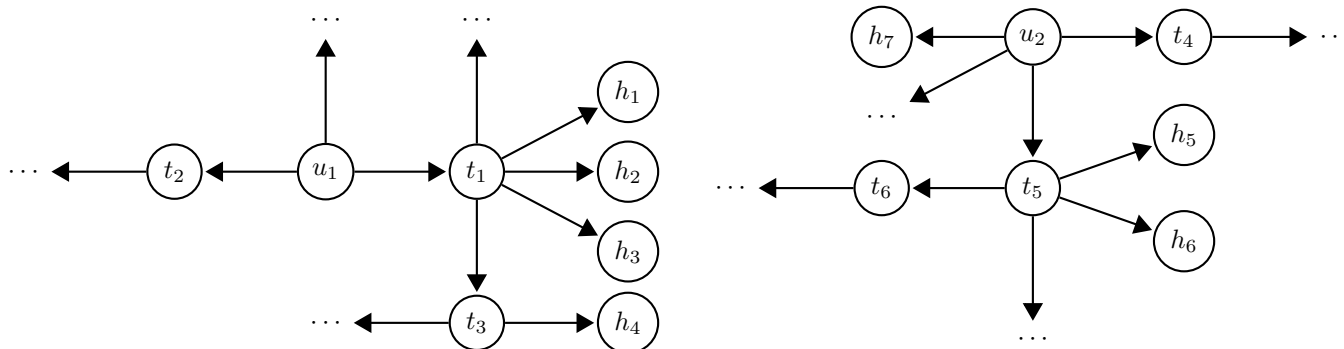 ... ...
h₁
... t₂ u₁ t₁ h₂
h₃
... t₃ h₄
h₇ u₂ t₄ ..
...
h₅
... t₆ t₅
h₆
...